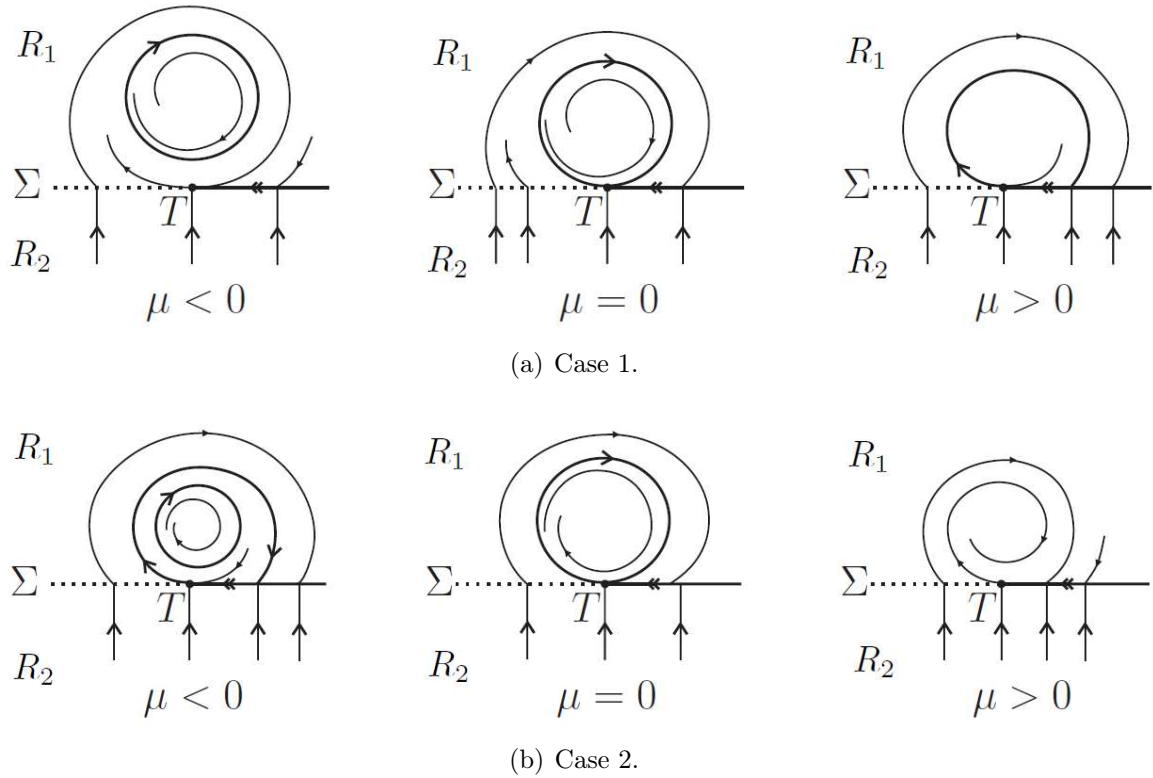 R₁ R₁ R₁
Σ T Σ T Σ T
R₂ R₂ R₂
μ < 0 μ = 0 μ > 0
(a) Case 1.
R₁ R₁ R₁
Σ T Σ T Σ T
R₂ R₂ R₂
μ < 0 μ = 0 μ > 0
(b) Case 2.